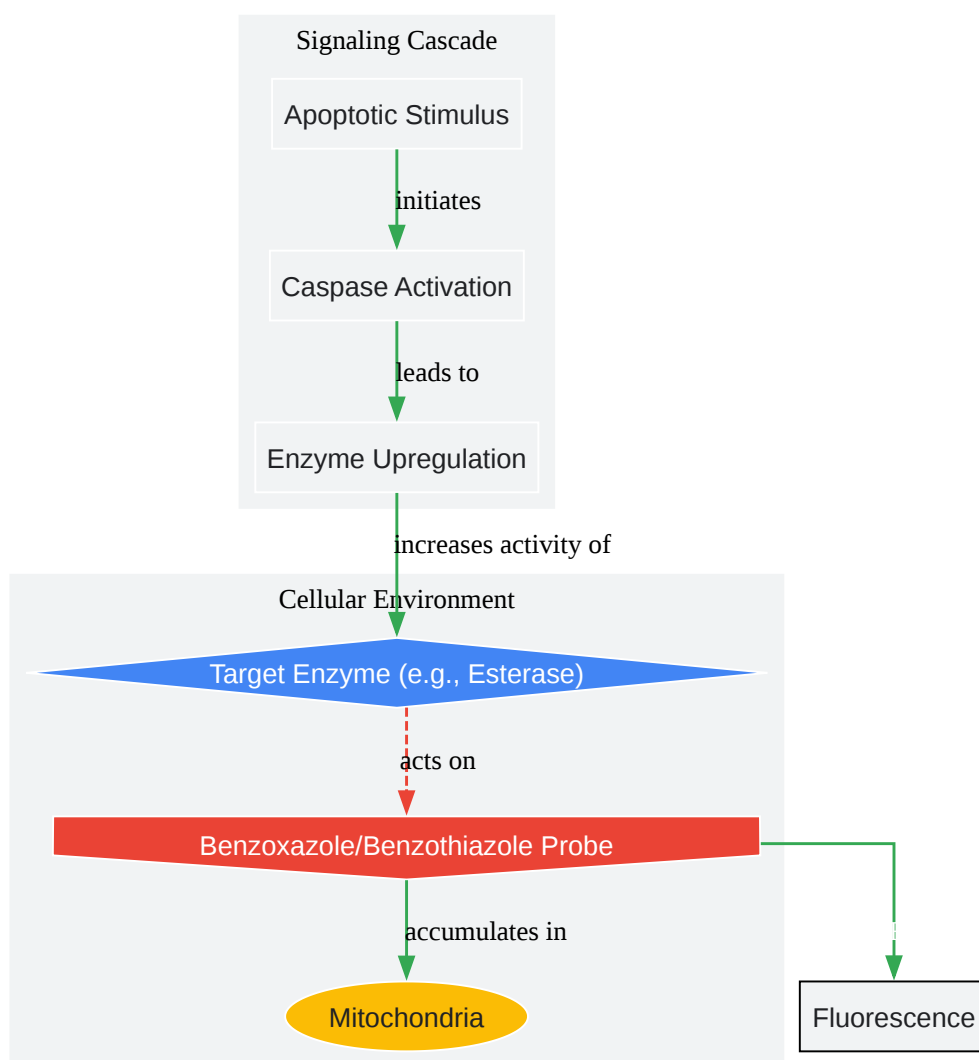 Signaling Cascade
Apoptotic Stimulus
initiates
Caspase Activation
leads to
Enzyme Upregulation
increases activity of
Cellular Environment
Target Enzyme (e.g., Esterase)
acts on
Benzoxazole/Benzothiazole Probe
accumulates in
Mitochondria
Fluorescence